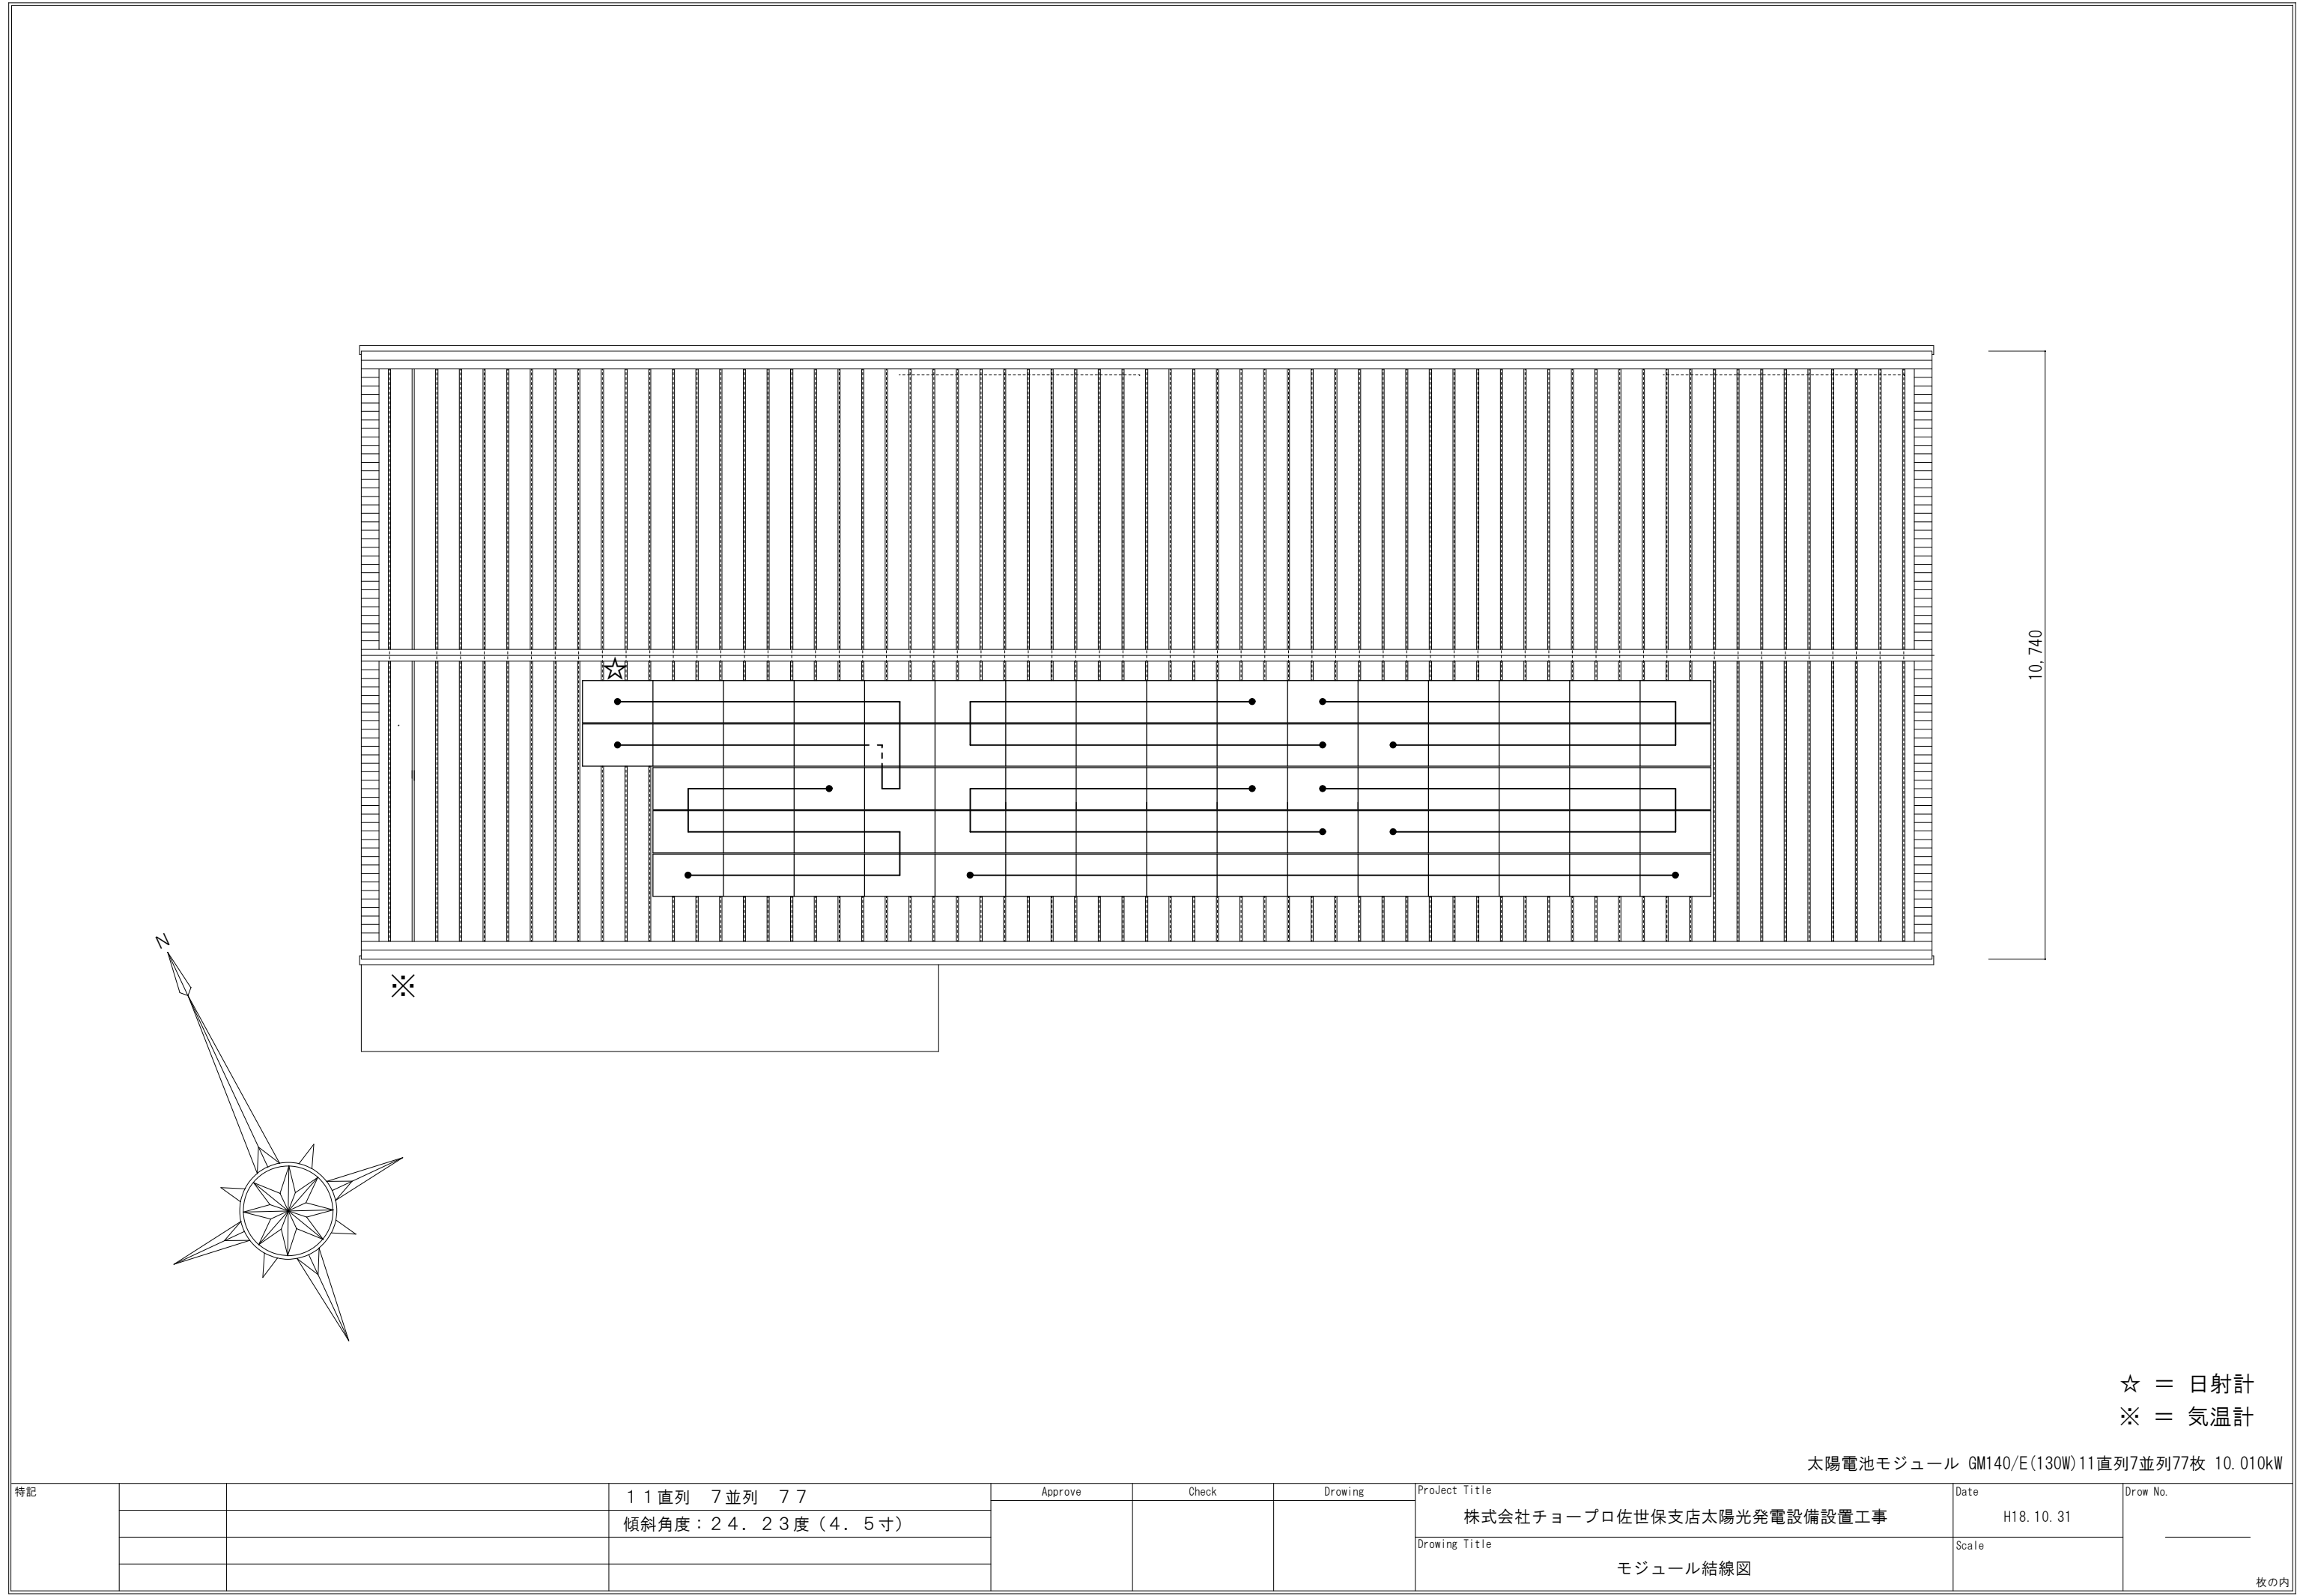 10,740
☆
※
N
☆ ＝ 日射計
※ ＝ 気温計
太陽電池モジュール GM140/E(130W)11直列7並列77枚 10.010kW
特記
１１直列　７並列　７７
傾斜角度：２４．２３度（４．５寸）
Approve
Check
Drowing
ProJect Title
株式会社チョープロ佐世保支店太陽光発電設備設置工事
Drowing Title
モジュール結線図
Date
H18.10.31
Scale
Drow No.
枚の内